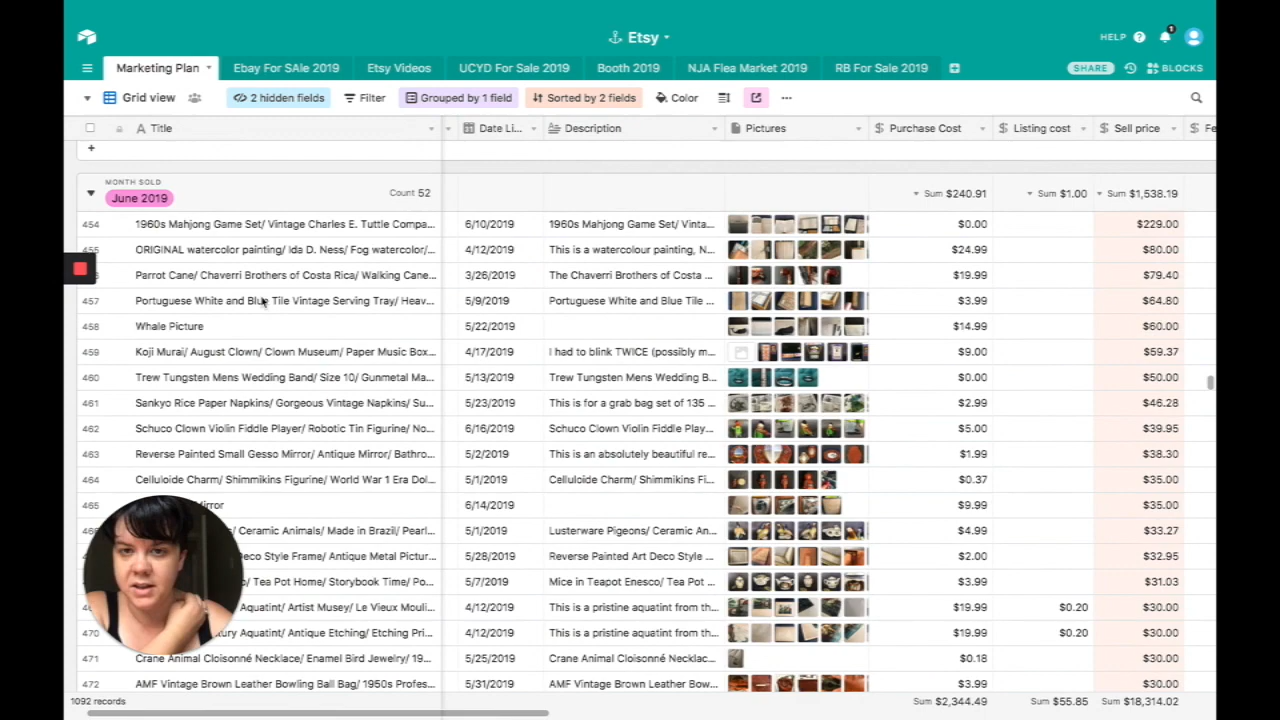 Etsy
HELP
1
Marketing Plan Ebay For SAle 2019 Etsy Videos UCYD For Sale 2019 Booth 2019 NJA Flea Market 2019 RB For Sale 2019 SHARE BLOCKS
Grid view 2 hidden fields Filter Grouped by 1 field Sorted by 2 fields Color
Title Date Li... Description Pictures Purchase Cost Listing cost Sell price Fe
+
MONTH SOLD
June 2019 Count 52 Sum $240.91 Sum $1.00 Sum $1,538.19
454 1960s Mahjong Game Set/ Vintage Charles E. Tuttle Compa... 6/10/2019 1960s Mahjong Game Set/ Vinta... $0.00 $229.00
ORIGINAL watercolor painting/ Ida D. Ness/ Fog watercolor/... 4/12/2019 This is a watercolour painting, N... $24.99
Parrot Cane/ Chaverri Brothers of Costa Rica/ Walking Cane... 3/26/2019 The Chaverri Brothers of Costa ... $19.99 $79.40
457 Portuguese White and Blue Tile Vintage Serving Tray/ Heav... 5/9/2019 Portuguese White and Blue Tile ... $3.99 $64.80
458 Whale Picture 5/22/2019 $14.99
459 Koji Murai/ August Clown/ Clown Museum/ Paper Music Box... I had to blink TWICE (possibly m... $9.00
460 Trew Tungsten Mens Wedding Band/ Size 10/ Gunmetal Ma... 5/13/2019 Trew Tungsten Mens Wedding B... $0.00
461 Sankyo Rice Paper Napkins/ Gorgeous Vintage Napkins/ Su... 5/23/2019 This is for a grab bag set of 135 ... $2.99 $46.28
462 Schuco Clown Violin Fiddle Player/ Robotic Tin Figurine/ No... 6/16/2019 Schuco Clown Violin Fiddle Play... $5.00 $39.95
463 Reverse Painted Small Gesso Mirror/ Antique Mirror/ Bathro... 5/2/2019 This is an absolutely beautiful re... $1.99 $38.30
464 Celluloide Charm/ Shimmikins Figure/ World War 1 Era Dol... 5/1/2019 Celluloide Charm/ Shimmikins Fi... $0.37 $35.00
465 Mirror 6/1/2019 $9.99 $35.00
/ Ceramic Animals/ Made in Brazil/ Pearl... 5/1/2019 Lusterware Pigeons/ Ceramic An... $4.99
Deco Style Frame/ Antique Metal Pictur... 5/28/2019 Reverse Painted Art Deco Style ... $2.00
/ Tea Pot Home/ Storybook Time/ Po... 5/7/2019 Mice in Teapot Enesco/ Tea Pot ... $3.99
Aquatint/ Artist Musey/ Le Vieux Mouli... 4/12/2019 This is a pristine aquatint from th... $19.99 $0.20 $30.00
470 Aquatint/ Antique Etching/ Etching Pri... 4/12/2019 This is a pristine aquatint from th... $19.99 $0.20 $30.00
471 Crane Animal Cloisonné Necklace/ Enamel Bird Jewelry/ 19... 5/25/2019 Crane Animal Cloisonné Necklac... $0.18 $30.00
472 AMF Vintage Brown Leather Bowling Ball Bag/ 1950s Profes... 5/31/2019 AMF Vintage Brown Leather Bow... $3.99 $30.00
1092 records Sum $2,344.49 Sum $55.85 Sum $18,314.02